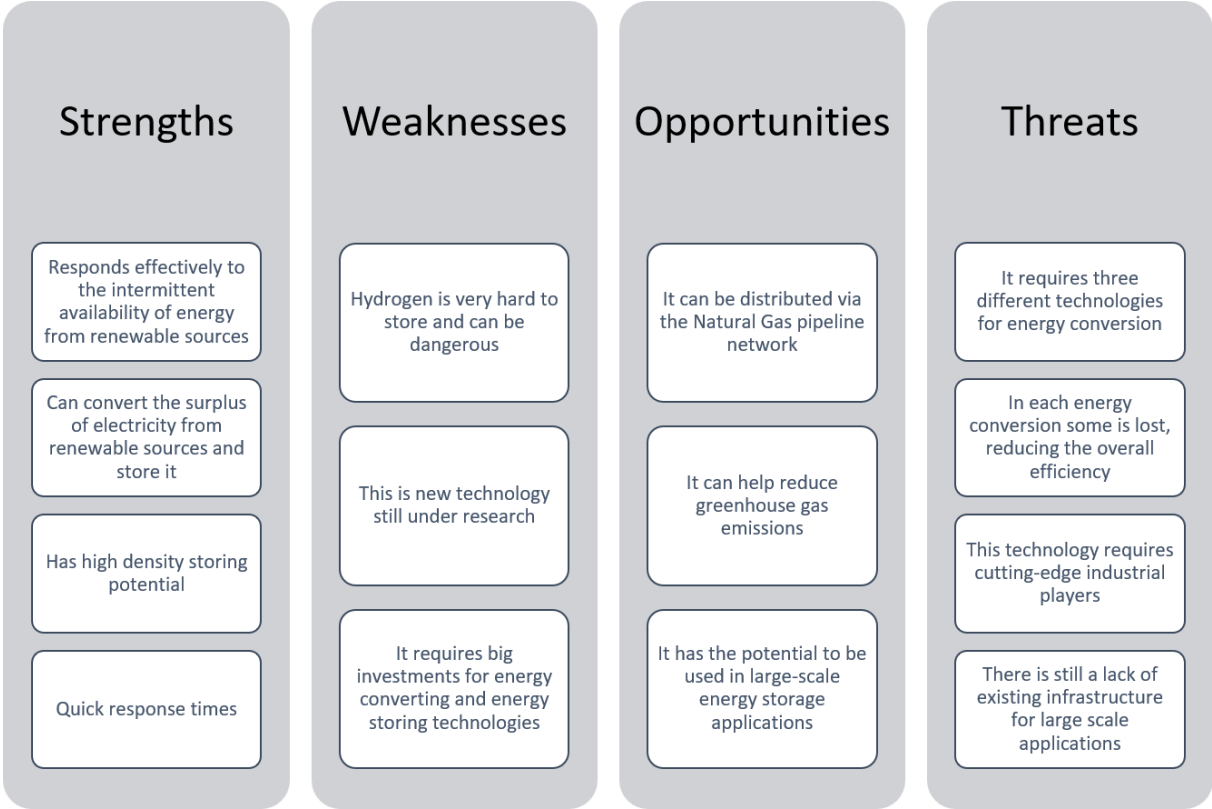 Strengths
Responds effectively to
the intermittent
availability of energy
from renewable sources
Can convert the surplus
of electricity from
renewable sources and
store it
Has high density storing
potential
Quick response times
Weaknesses
Hydrogen is very hard to
store and can be
dangerous
This is new technology
still under research
It requires big
investments for energy
converting and energy
storing technologies
Opportunities
It can be distributed via
the Natural Gas pipeline
network
It can help reduce
greenhouse gas
emissions
It has the potential to be
used in large-scale
energy storage
applications
Threats
It requires three
different technologies
for energy conversion
In each energy
conversion some is lost,
reducing the overall
efficiency
This technology requires
cutting-edge industrial
players
There is still a lack of
existing infrastructure
for large scale
applications